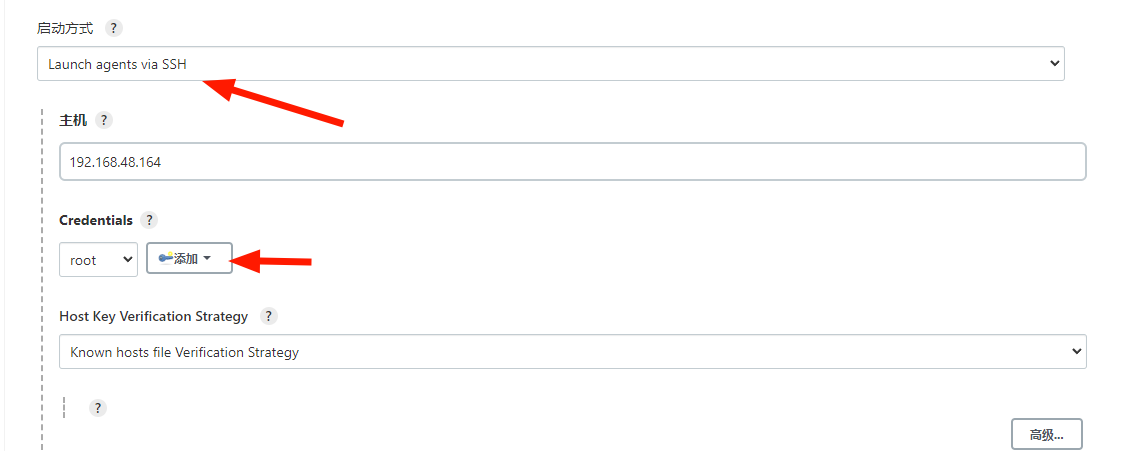 启动方式 ?
Launch agents via SSH
主机 ?
192.168.48.164
Credentials ?
root 添加
Host Key Verification Strategy ?
Known hosts file Verification Strategy
?
高级...